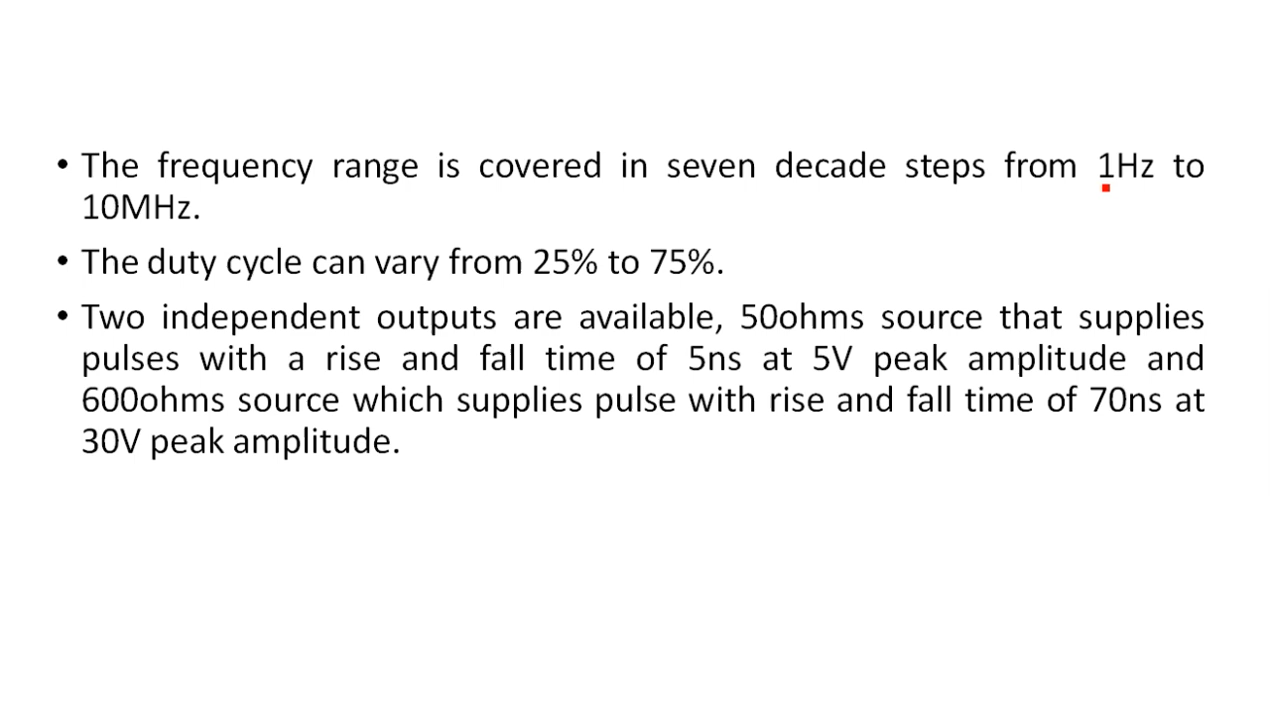 • The frequency range is covered in seven decade steps from 1Hz to
10MHz.
• The duty cycle can vary from 25% to 75%.
• Two independent outputs are available, 50ohms source that supplies
pulses with a rise and fall time of 5ns at 5V peak amplitude and
600ohms source which supplies pulse with rise and fall time of 70ns at
30V peak amplitude.